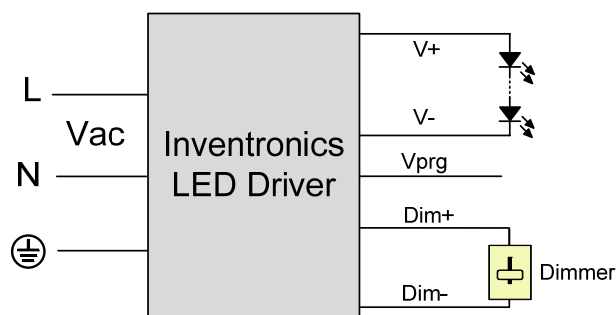 L
Vac
N
Inventronics
LED Driver
V+
V-
Vprg
Dim+
Dimmer
Dim-